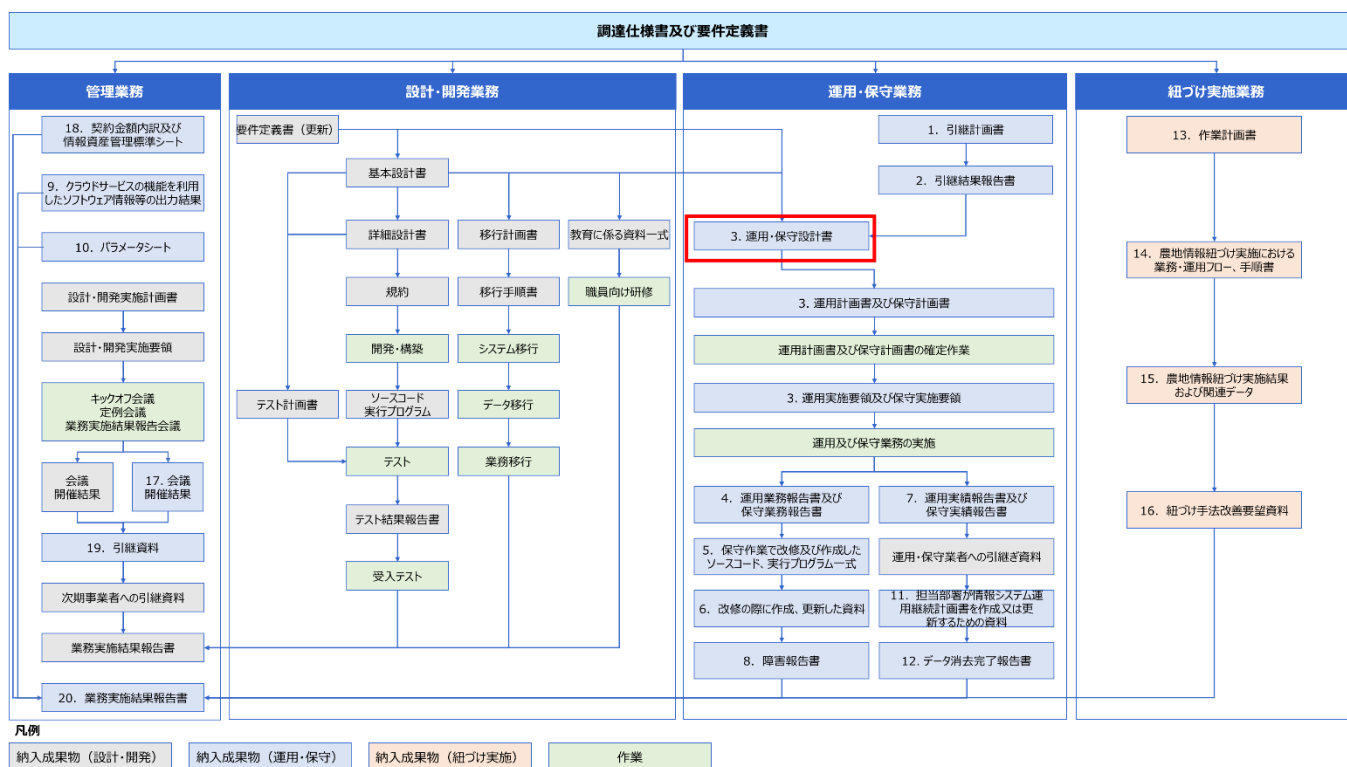 調達仕様書及び要件定義書
管理業務
18．契約金額内訳及び
情報資産管理標準シート
9．クラウドサービスの機能を利用
したソフトウェア情報等の出力結果
10．パラメータシート
設計・開発実施計画書
設計・開発実施要領
キックオフ会議
定例会議
業務実施結果報告会議
会議
開催結果
17．会議
開催結果
19．引継資料
次期事業者への引継資料
業務実施結果報告書
20．業務実施結果報告書
設計・開発業務
要件定義書（更新）
基本設計書
詳細設計書
移行計画書
教育に係る資料一式
規約
移行手順書
職員向け研修
開発・構築
システム移行
テスト計画書
ソースコード
実行プログラム
データ移行
テスト
業務移行
テスト結果報告書
受入テスト
運用・保守業務
1．引継計画書
2．引継結果報告書
3．運用・保守設計書
3．運用計画書及び保守計画書
運用計画書及び保守計画書の確定作業
3．運用実施要領及び保守実施要領
運用及び保守業務の実施
4．運用業務報告書及び
保守業務報告書
7．運用実績報告書及び
保守実績報告書
5．保守作業で改修及び作成した
ソースコード、実行プログラム一式
運用・保守業者への引継ぎ資料
6．改修の際に作成、更新した資料
11．担当部署が情報システム運
用継続計画書を作成又は更
新するための資料
8．障害報告書
12．データ消去完了報告書
紐づけ実施業務
13．作業計画書
14．農地情報紐づけ実施における
業務・運用フロー、手順書
15．農地情報紐づけ実施結果
および関連データ
16．紐づけ手法改善要望資料
凡例
納入成果物（設計・開発）
納入成果物（運用・保守）
納入成果物（紐づけ実施）
作業